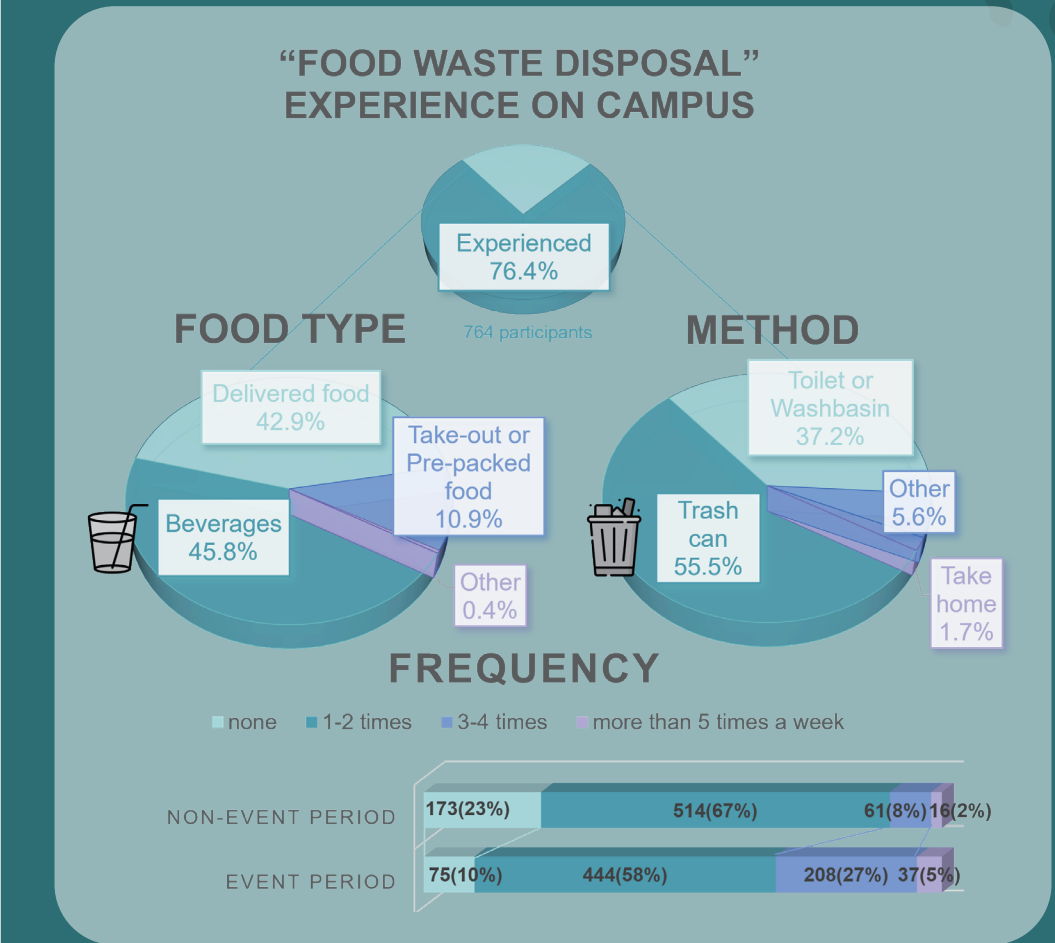 “FOOD WASTE DISPOSAL”
EXPERIENCE ON CAMPUS
Experienced
76.4%
764 participants
FOOD TYPE
Delivered food
42.9%
Take-out or
Pre-packed
food
10.9%
Beverages
45.8%
Other
0.4%
METHOD
Toilet or
Washbasin
37.2%
Other
5.6%
Trash
can
55.5%
Take
home
1.7%
FREQUENCY
none 1-2 times 3-4 times more than 5 times a week
NON-EVENT PERIOD 173(23%) 514(67%) 61(8%) 16(2%)
EVENT PERIOD 75(10%) 444(58%) 208(27%) 37(5%)